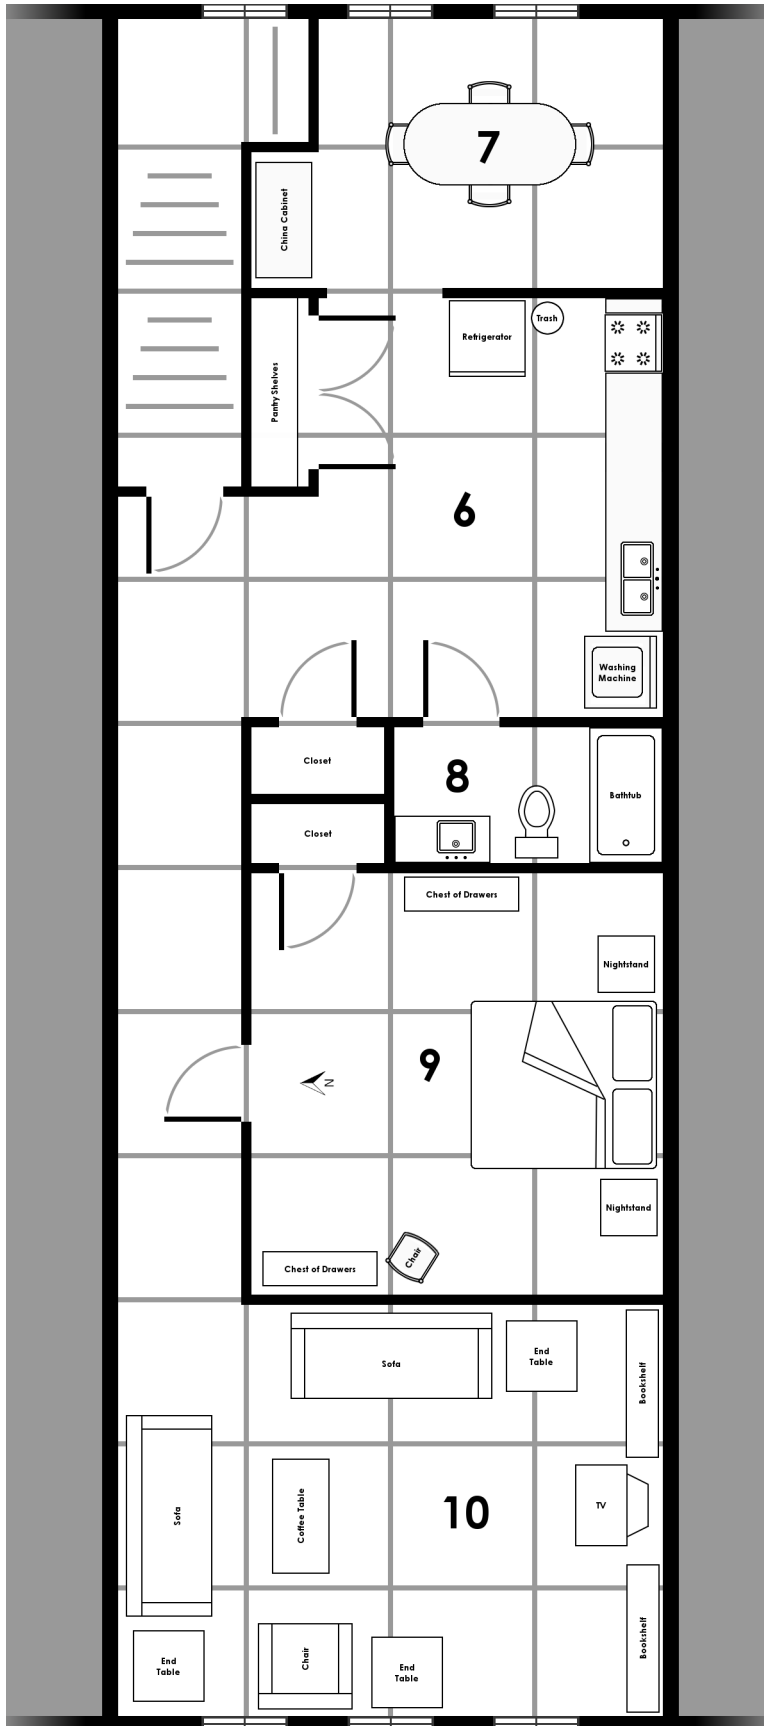 7
China Cabinet
Refrigerator
Trash
Pantry Shelves
6
Washing
Machine
Closet
8
Bathtub
Closet
Chest of Drawers
Nightstand
9
N
Nightstand
Chair
Chest of Drawers
Sofa
End
Table
Bookshelf
Sofa
Coffee Table
10
TV
End
Table
Chair
End
Table
Bookshelf